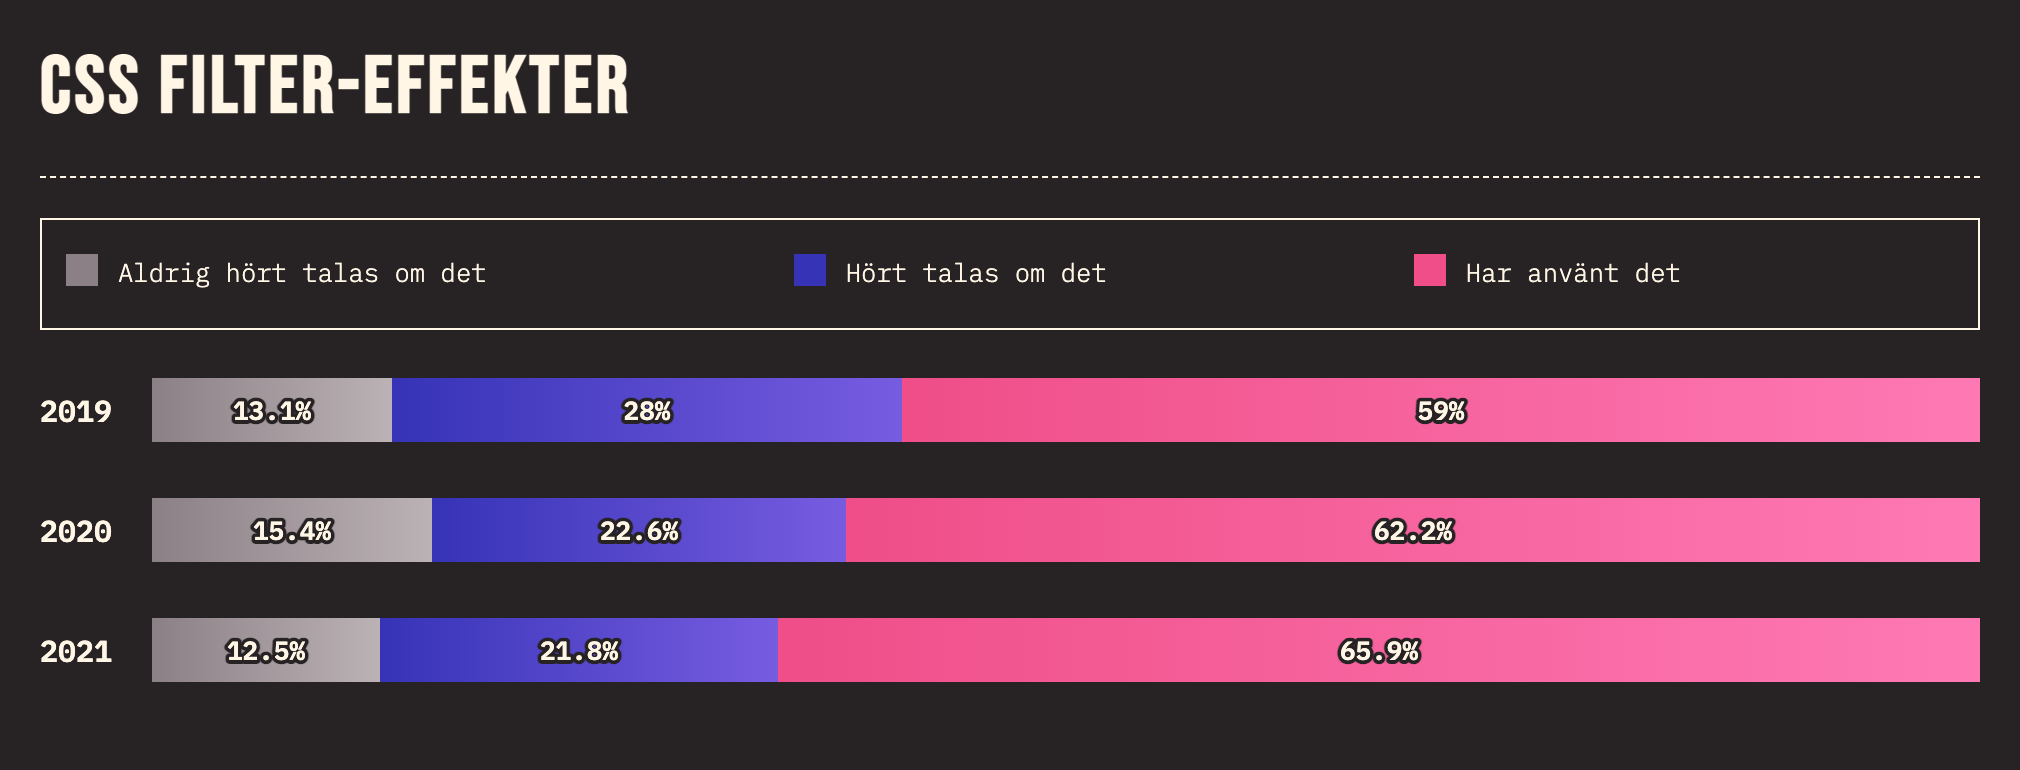 CSS FILTER-EFFEKTER
Aldrig hört talas om det Hört talas om det Har använt det
2019 13.1% 28% 59%
2020 15.4% 22.6% 62.2%
2021 12.5% 21.8% 65.9%